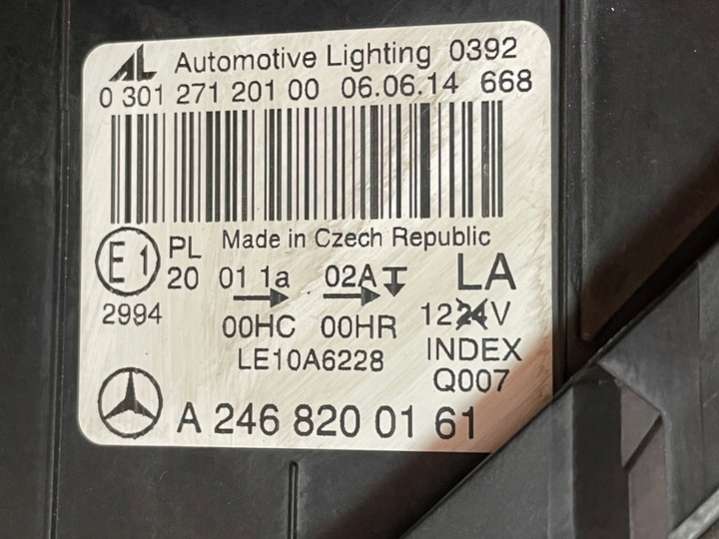 AL Automotive Lighting 0392
0 301 271 201 00 06.06.14 668
Made in Czech Republic
E1 PL 20 01 1a 02A LA
2994 00HC 00HR 1224V
LE10A6228 INDEX
Q007
A 246 820 01 61